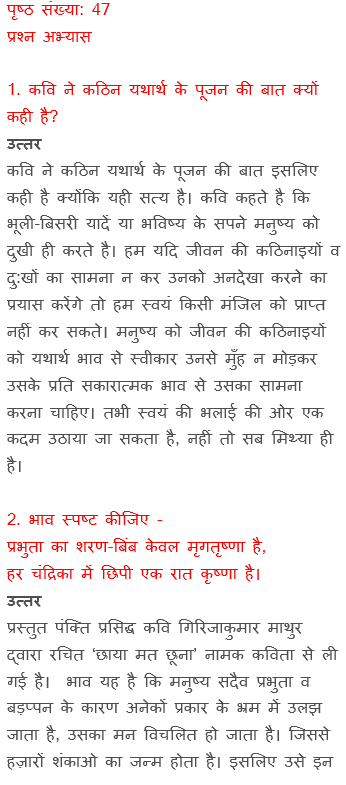 पृष्ठ संख्या: 47
प्रश्न अभ्यास
1. कवि ने कठिन यथार्थ के पूजन की बात क्यों
कही है?
उत्तर
कवि ने कठिन यथार्थ के पूजन की बात इसलिए
कही है क्योंकि यही सत्य है। कवि कहते है कि
भूली-बिसरी यादें या भविष्य के सपने मनुष्य को
दुखी ही करते है। हम यदि जीवन की कठिनाइयों व
दु:खों का सामना न कर उनको अनदेखा करने का
प्रयास करेंगे तो हम स्वयं किसी मंजिल को प्राप्त
नहीं कर सकते। मनुष्य को जीवन की कठिनाइयों
को यथार्थ भाव से स्वीकार उनसे मुँह न मोड़कर
उसके प्रति सकारात्मक भाव से उसका सामना
करना चाहिए। तभी स्वयं की भलाई की ओर एक
कदम उठाया जा सकता है, नहीं तो सब मिथ्या ही
है।
2. भाव स्पष्ट कीजिए -
प्रभुता का शरण-बिंब केवल मृगतृष्णा है,
हर चंद्रिका में छिपी एक रात कृष्णा है।
उत्तर
प्रस्तुत पंक्ति प्रसिद्ध कवि गिरिजाकुमार माथुर
द्वारा रचित ‘छाया मत छूना’ नामक कविता से ली
गई है।  भाव यह है कि मनुष्य सदैव प्रभुता व
बड़प्पन के कारण अनेकों प्रकार के भ्रम में उलझ
जाता है, उसका मन विचलित हो जाता है। जिससे
हज़ारों शंकाओ का जन्म होता है। इसलिए उसे इन